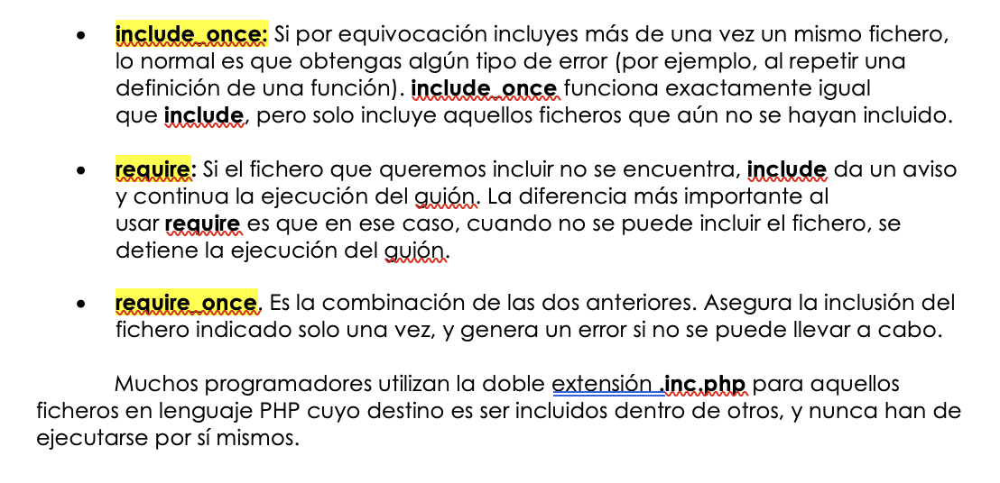 • include_once: Si por equivocación incluyes más de una vez un mismo fichero,
lo normal es que obtengas algún tipo de error (por ejemplo, al repetir una
definición de una función). include_once funciona exactamente igual
que include, pero solo incluye aquellos ficheros que aún no se hayan incluido.
• require: Si el fichero que queremos incluir no se encuentra, include da un aviso
y continua la ejecución del guión. La diferencia más importante al
usar require es que en ese caso, cuando no se puede incluir el fichero, se
detiene la ejecución del guión.
• require_once. Es la combinación de las dos anteriores. Asegura la inclusión del
fichero indicado solo una vez, y genera un error si no se puede llevar a cabo.
Muchos programadores utilizan la doble extensión .inc.php para aquellos
ficheros en lenguaje PHP cuyo destino es ser incluidos dentro de otros, y nunca han de
ejecutarse por sí mismos.